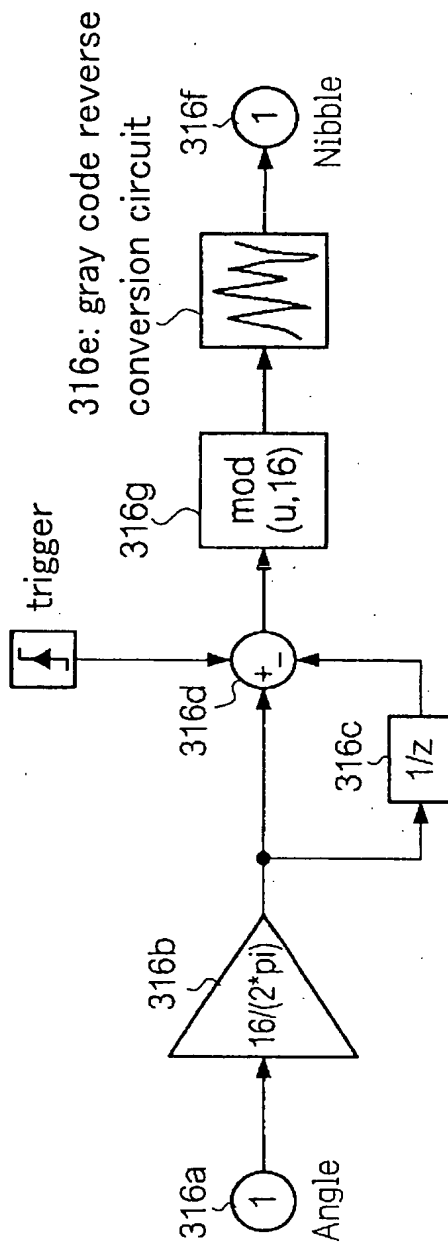 316a
1
Angle
316b
16/(2*pi)
316c
1/z
trigger
316d
+
−
316g
mod
(u,16)
316e: gray code reverse
conversion circuit
316f
1
Nibble